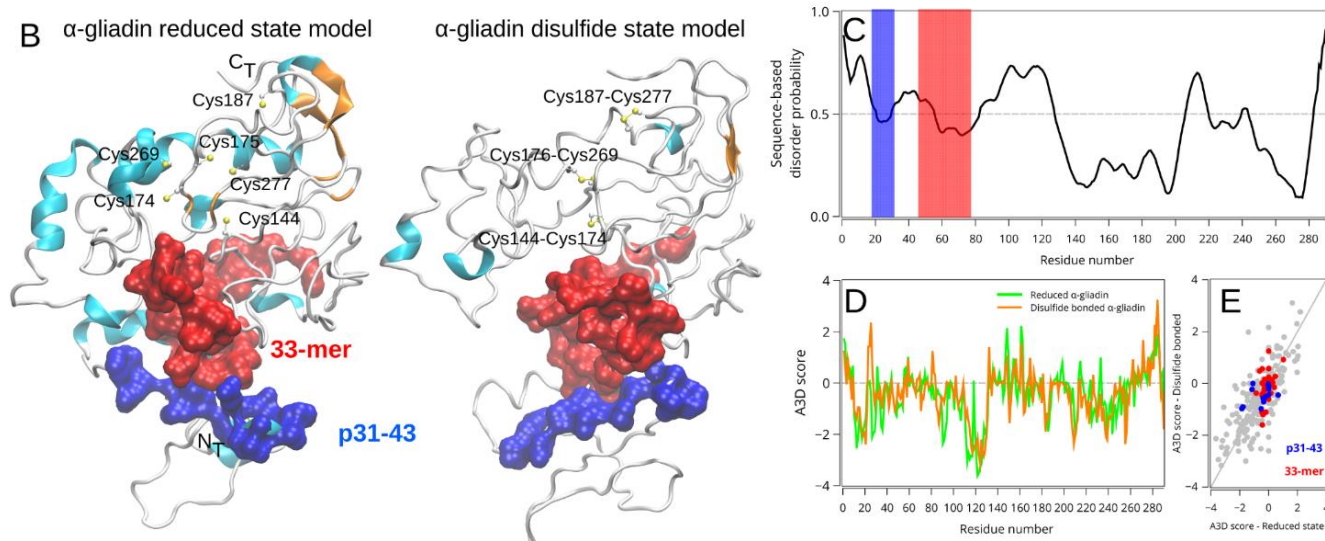 B
α-gliadin reduced state model
α-gliadin disulfide state model
CT
Cys187
Cys175
Cys269
Cys277
Cys174
Cys144
33-mer
p31-43
NT
Cys187-Cys277
Cys176-Cys269
Cys144-Cys174
C
Sequence-based
disorder probability
1.0
0.5
0.0
0 20 40 60 80 100 120 140 160 180 190 200 220 240 260 280
Residue number
D
Reduced α-gliadin
Disulfide bonded α-gliadin
A3D score
4
2
0
−2
−4
0 20 40 60 80 100 120 140 160 180 190 200 220 240 260 280
Residue number
E
A3D score - Disulfide bonded
4
2
0
−2
−4
p31-43
33-mer
−4 −2 0 2 4
A3D score - Reduced state